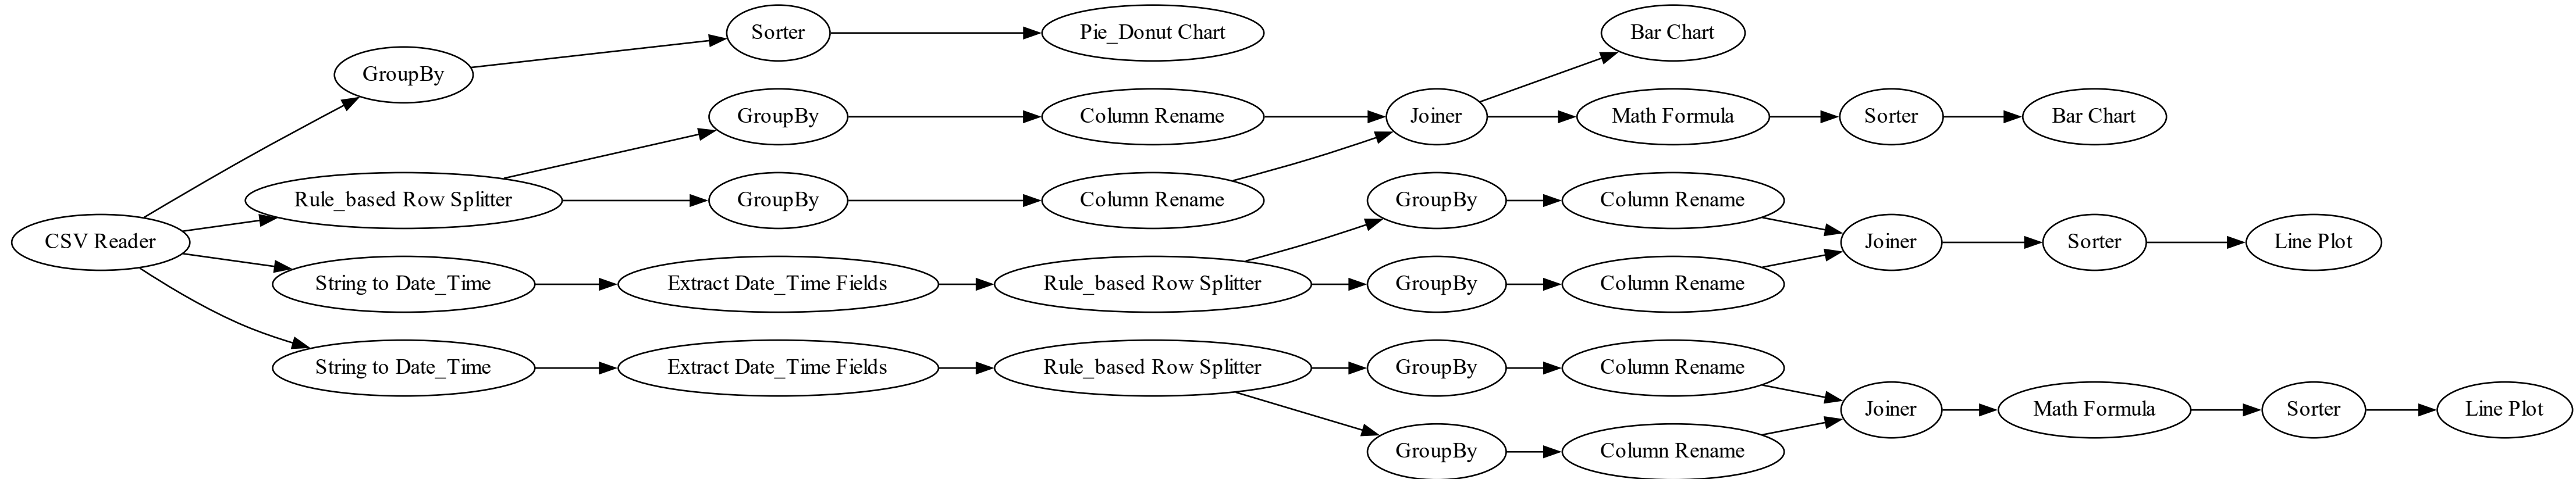 Sorter
Pie_Donut Chart
Bar Chart
GroupBy
GroupBy
Column Rename
Joiner
Math Formula
Sorter
Bar Chart
Rule_based Row Splitter
GroupBy
Column Rename
GroupBy
Column Rename
CSV Reader
Joiner
Sorter
Line Plot
String to Date_Time
Extract Date_Time Fields
Rule_based Row Splitter
GroupBy
Column Rename
String to Date_Time
Extract Date_Time Fields
Rule_based Row Splitter
GroupBy
Column Rename
Joiner
Math Formula
Sorter
Line Plot
GroupBy
Column Rename